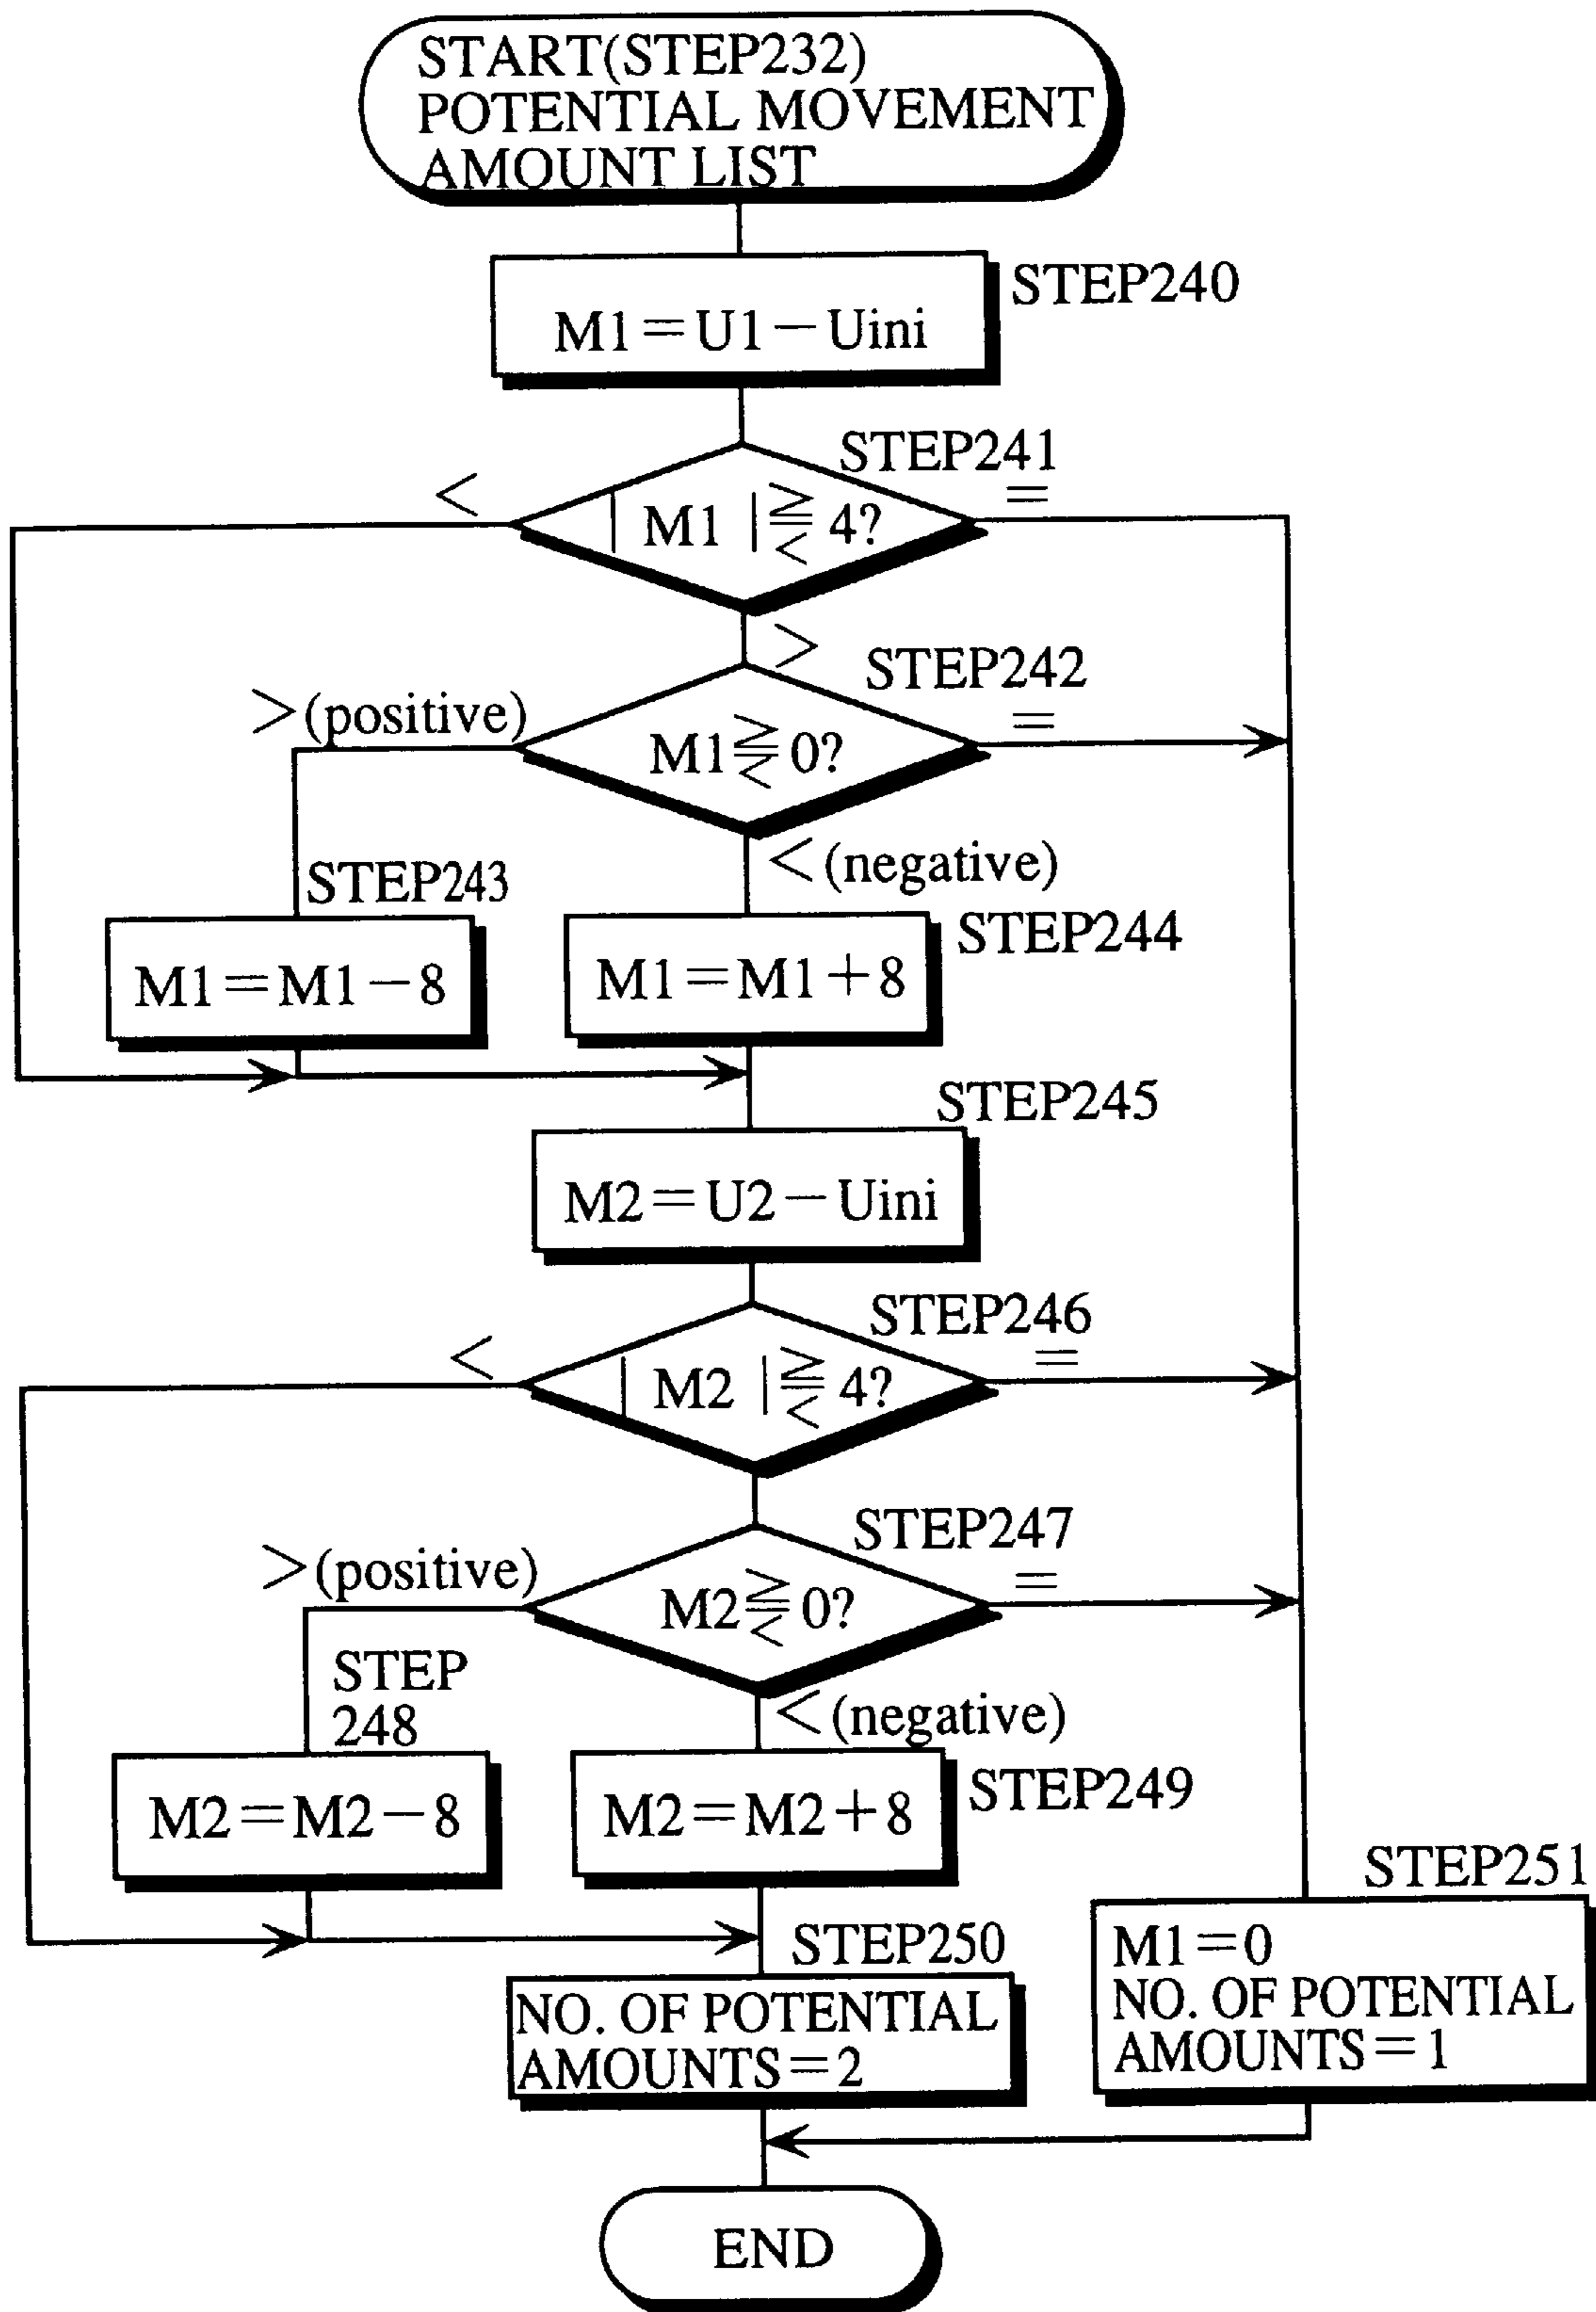 START(STEP232)
POTENTIAL MOVEMENT
AMOUNT LIST
STEP240
M1=U1−Uini
STEP241
<
=
| M1 |≧< 4?
>
STEP242
>(positive)
=
M1≧< 0?
<(negative)
STEP243
STEP244
M1=M1−8
M1=M1+8
STEP245
M2=U2−Uini
STEP246
<
=
| M2 |≧< 4?
STEP247
>(positive)
=
M2≧< 0?
STEP
248
<(negative)
STEP249
M2=M2−8
M2=M2+8
STEP251
STEP250
NO. OF POTENTIAL
AMOUNTS=2
M1=0
NO. OF POTENTIAL
AMOUNTS=1
END